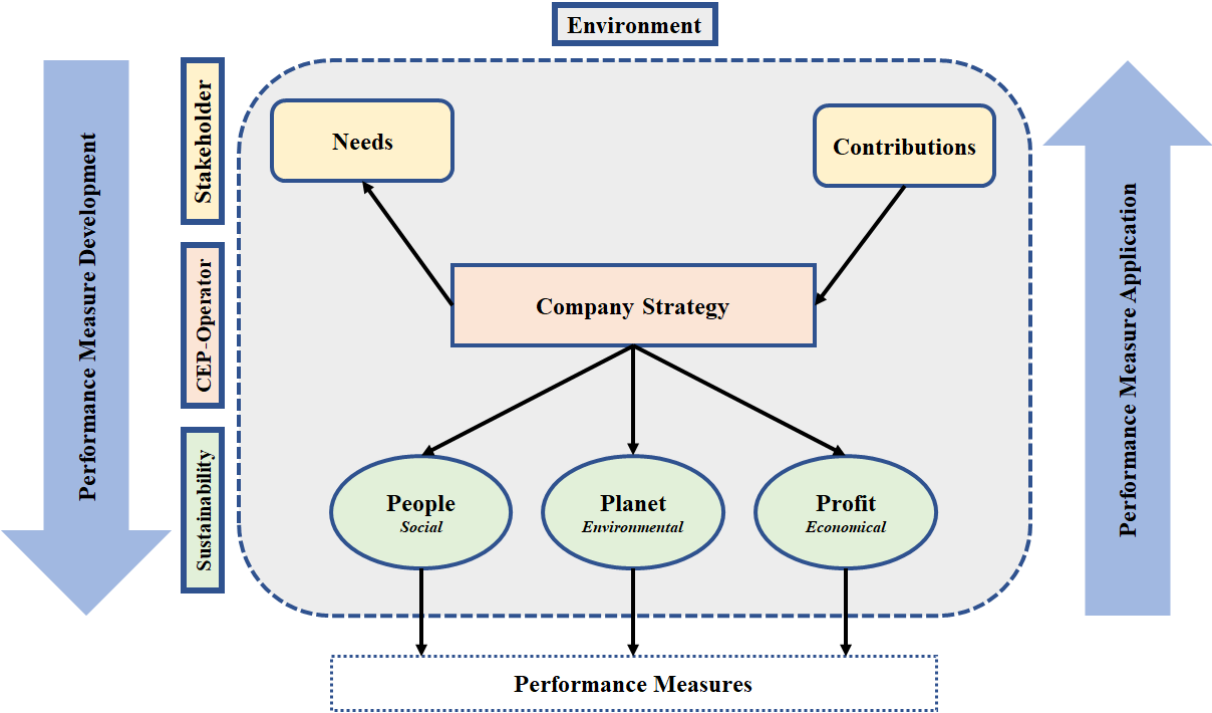 Environment
Performance Measure Development
Stakeholder
Needs
Contributions
Performance Measure Application
CEP-Operator
Company Strategy
Sustainability
People
Social
Planet
Environmental
Profit
Economical
Performance Measures